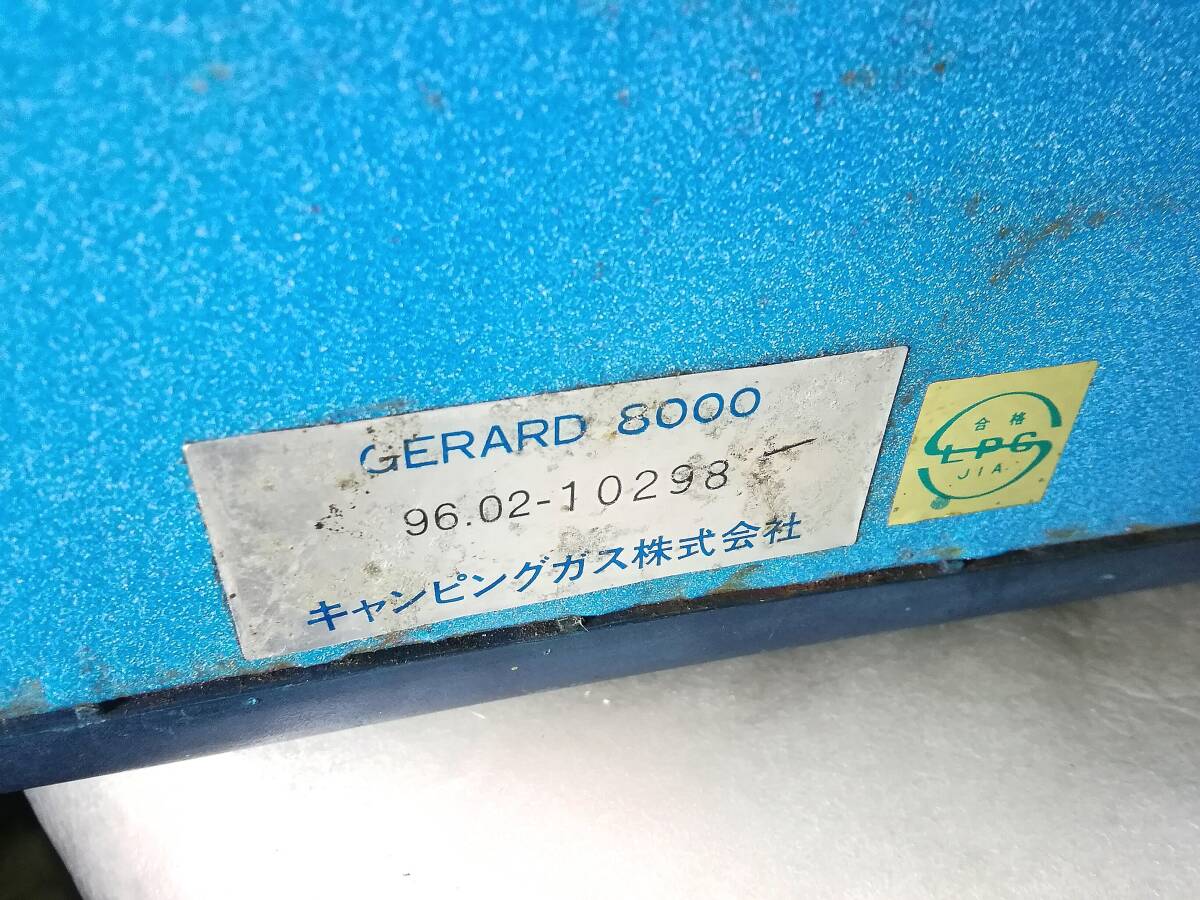 GERARD 8000
96.02-10298
キャンピングガス株式会社
合格
LPG
JIA